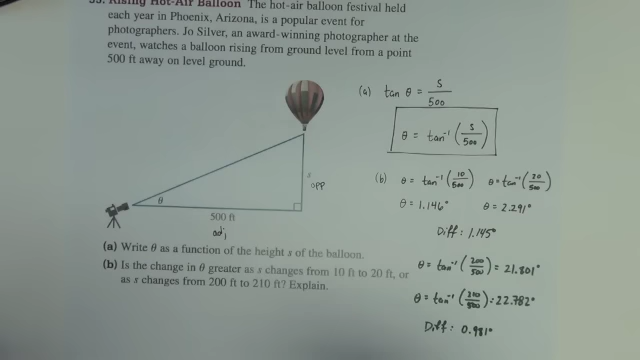 55. Rising Hot-Air Balloon The hot-air balloon festival held
each year in Phoenix, Arizona, is a popular event for
photographers. Jo Silver, an award-winning photographer at the
event, watches a balloon rising from ground level from a point
500 ft away on level ground.
(a) tan θ = s/500
θ = tan⁻¹(s/500)
s
opp
θ
500 ft
adj
(a) Write θ as a function of the height s of the balloon.
(b) Is the change in θ greater as s changes from 10 ft to 20 ft, or
as s changes from 200 ft to 210 ft? Explain.
(b) θ = tan⁻¹(10/500) θ = tan⁻¹(20/500)
θ = 1.146° θ = 2.291°
Diff: 1.145°
θ = tan⁻¹(200/500) = 21.801°
θ = tan⁻¹(210/500) = 22.782°
Diff: 0.981°